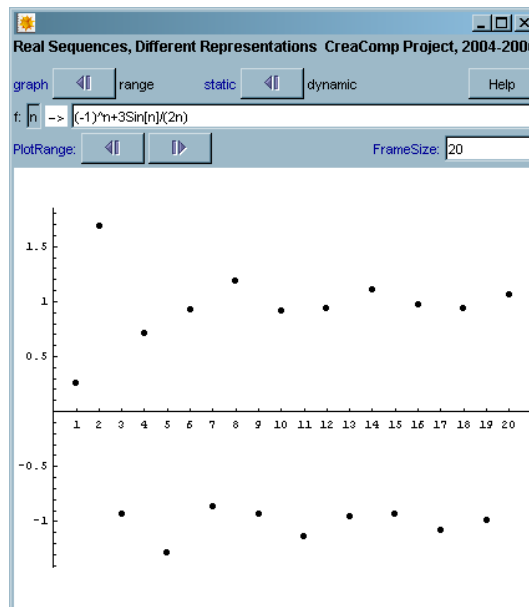 Real Sequences, Different Representations CreaComp Project, 2004-200
graph range static dynamic Help
f: n -> (-1)^n+3Sin[n]/(2n)
PlotRange: FrameSize: 20
1.5
1
0.5
1 2 3 4 5 6 7 8 9 10 11 12 13 14 15 16 17 18 19 20
-0.5
-1